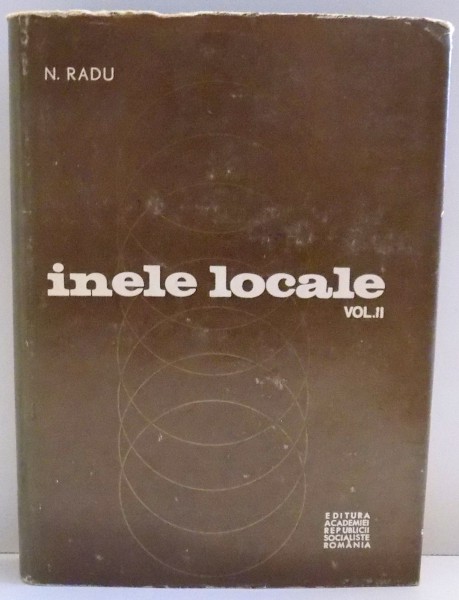 N. RADU
inele locale
VOL.II
EDITURA
ACADEMIEI
REPUBLICII
SOCIALISTE
ROMÂNIA